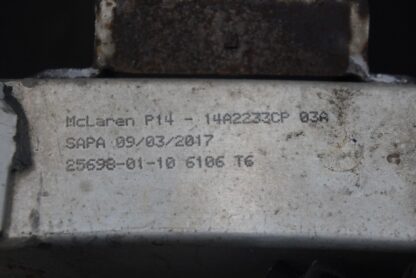 McLaren P14 - 14A2233CP 03A
SAPA 09/03/2017
25698-01-10 6106 T6